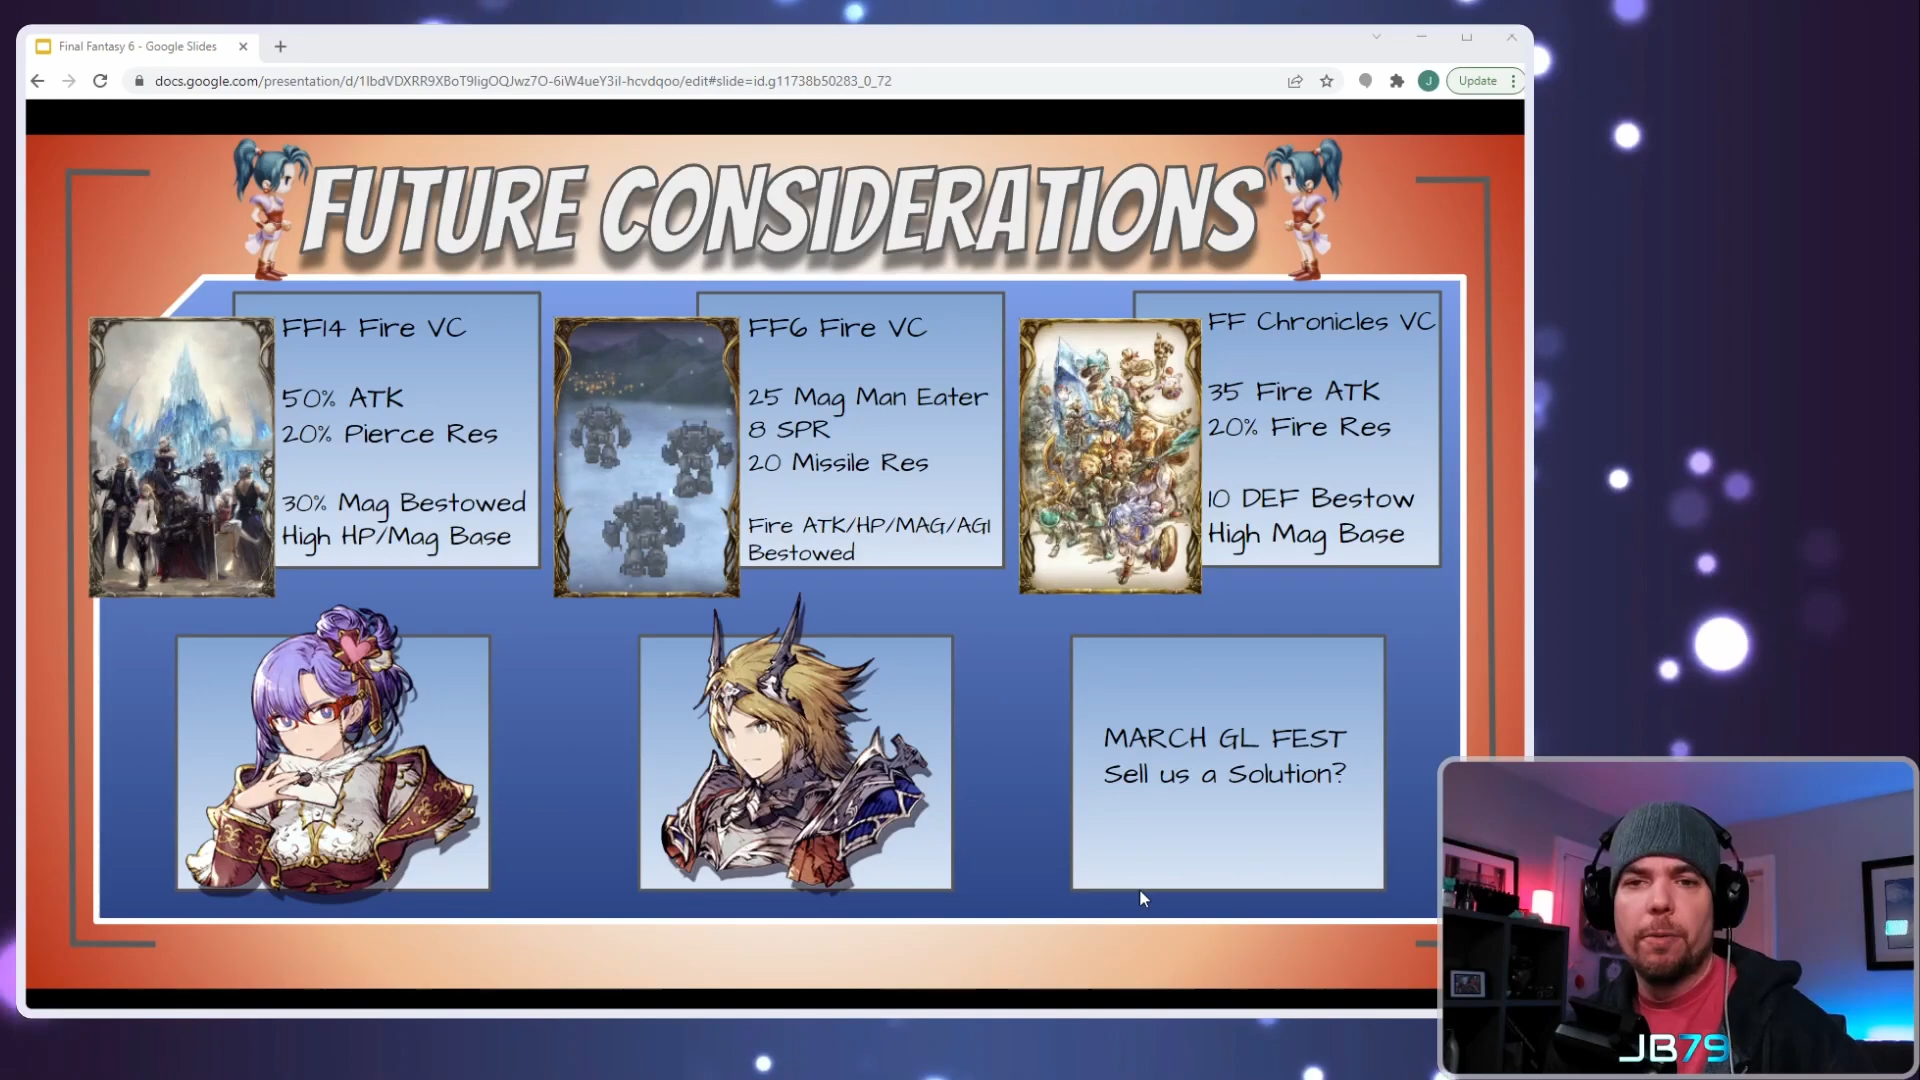 Final Fantasy 6 - Google Slides
docs.google.com/presentation/d/1lbdVDXRR9XBoT9ligOQJwz7O-6iW4ueY3iI-hcvdqoo/edit#slide=id.g11738b50283_0_72
J
Update
FUTURE CONSIDERATIONS
FF14 Fire VC
50% ATK
20% Pierce Res
30% Mag Bestowed
High HP/Mag Base
FF6 Fire VC
25 Mag Man Eater
8 SPR
20 Missile Res
Fire ATK/HP/MAG/AGI
Bestowed
FF Chronicles VC
35 Fire ATK
20% Fire Res
10 DEF Bestow
High Mag Base
MARCH GL FEST
Sell us a Solution?
JB79